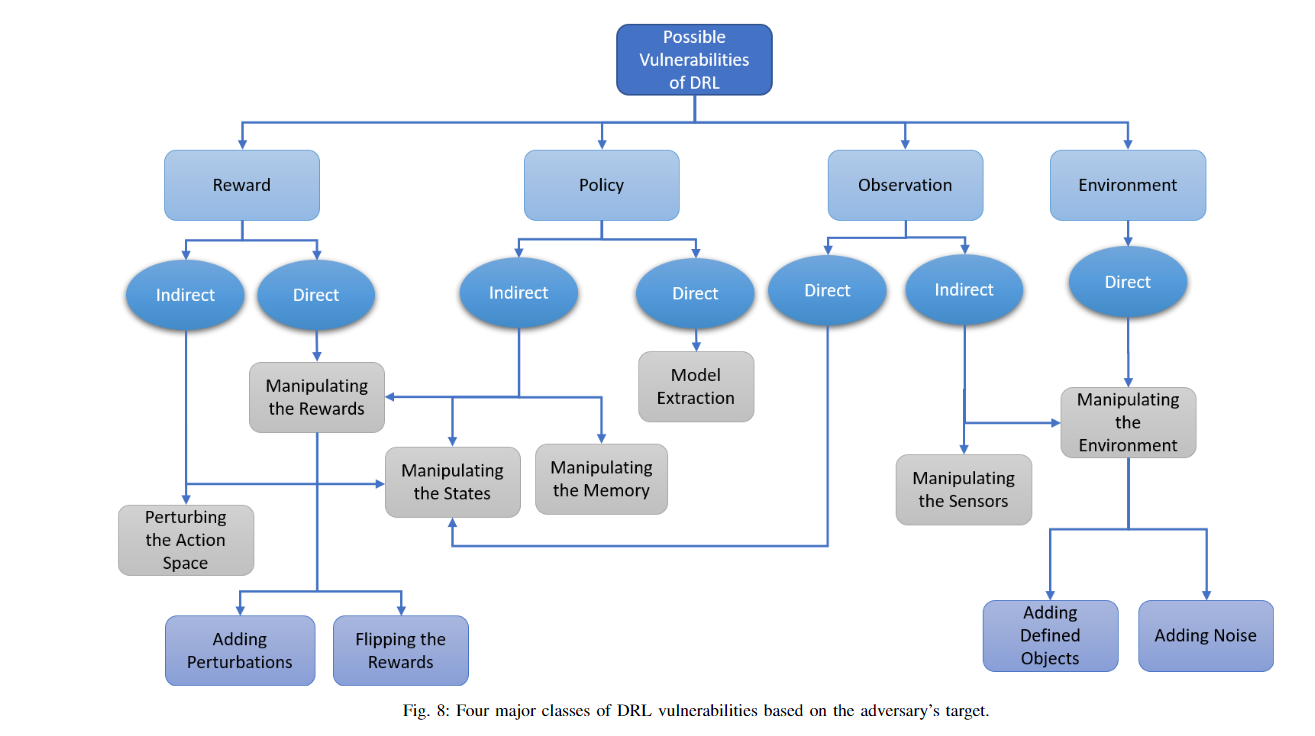 Possible
Vulnerabilities
of DRL
Reward
Policy
Observation
Environment
Indirect
Direct
Indirect
Direct
Direct
Indirect
Direct
Manipulating
the Rewards
Model
Extraction
Manipulating
the
Environment
Manipulating
the States
Manipulating
the Memory
Manipulating
the Sensors
Perturbing
the Action
Space
Adding
Perturbations
Flipping the
Rewards
Adding
Defined
Objects
Adding Noise
Fig. 8: Four major classes of DRL vulnerabilities based on the adversary's target.